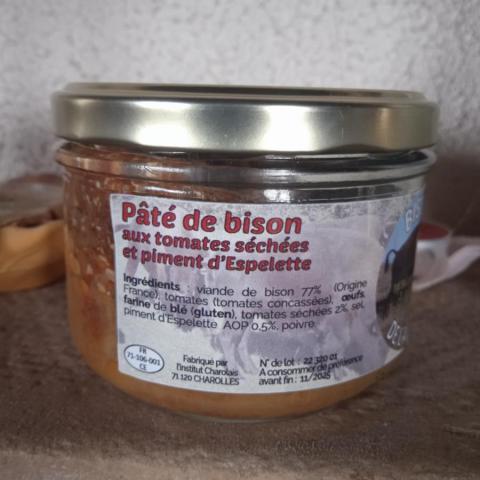 Pâté de bison
aux tomates séchées
et piment d'Espelette
Ingrédients : viande de bison 77% (Origine
France), tomates (tomates concassées), œufs,
farine de blé (gluten), tomates séchées 2%, sel,
piment d'Espelette AOP 0,5%, poivre
FR
71-106-001
CE
Fabriqué par
l'Institut Charolais
71 120 CHAROLLES
N° de lot : 22 320 01
A consommer de préférence
avant fin : 11/2025